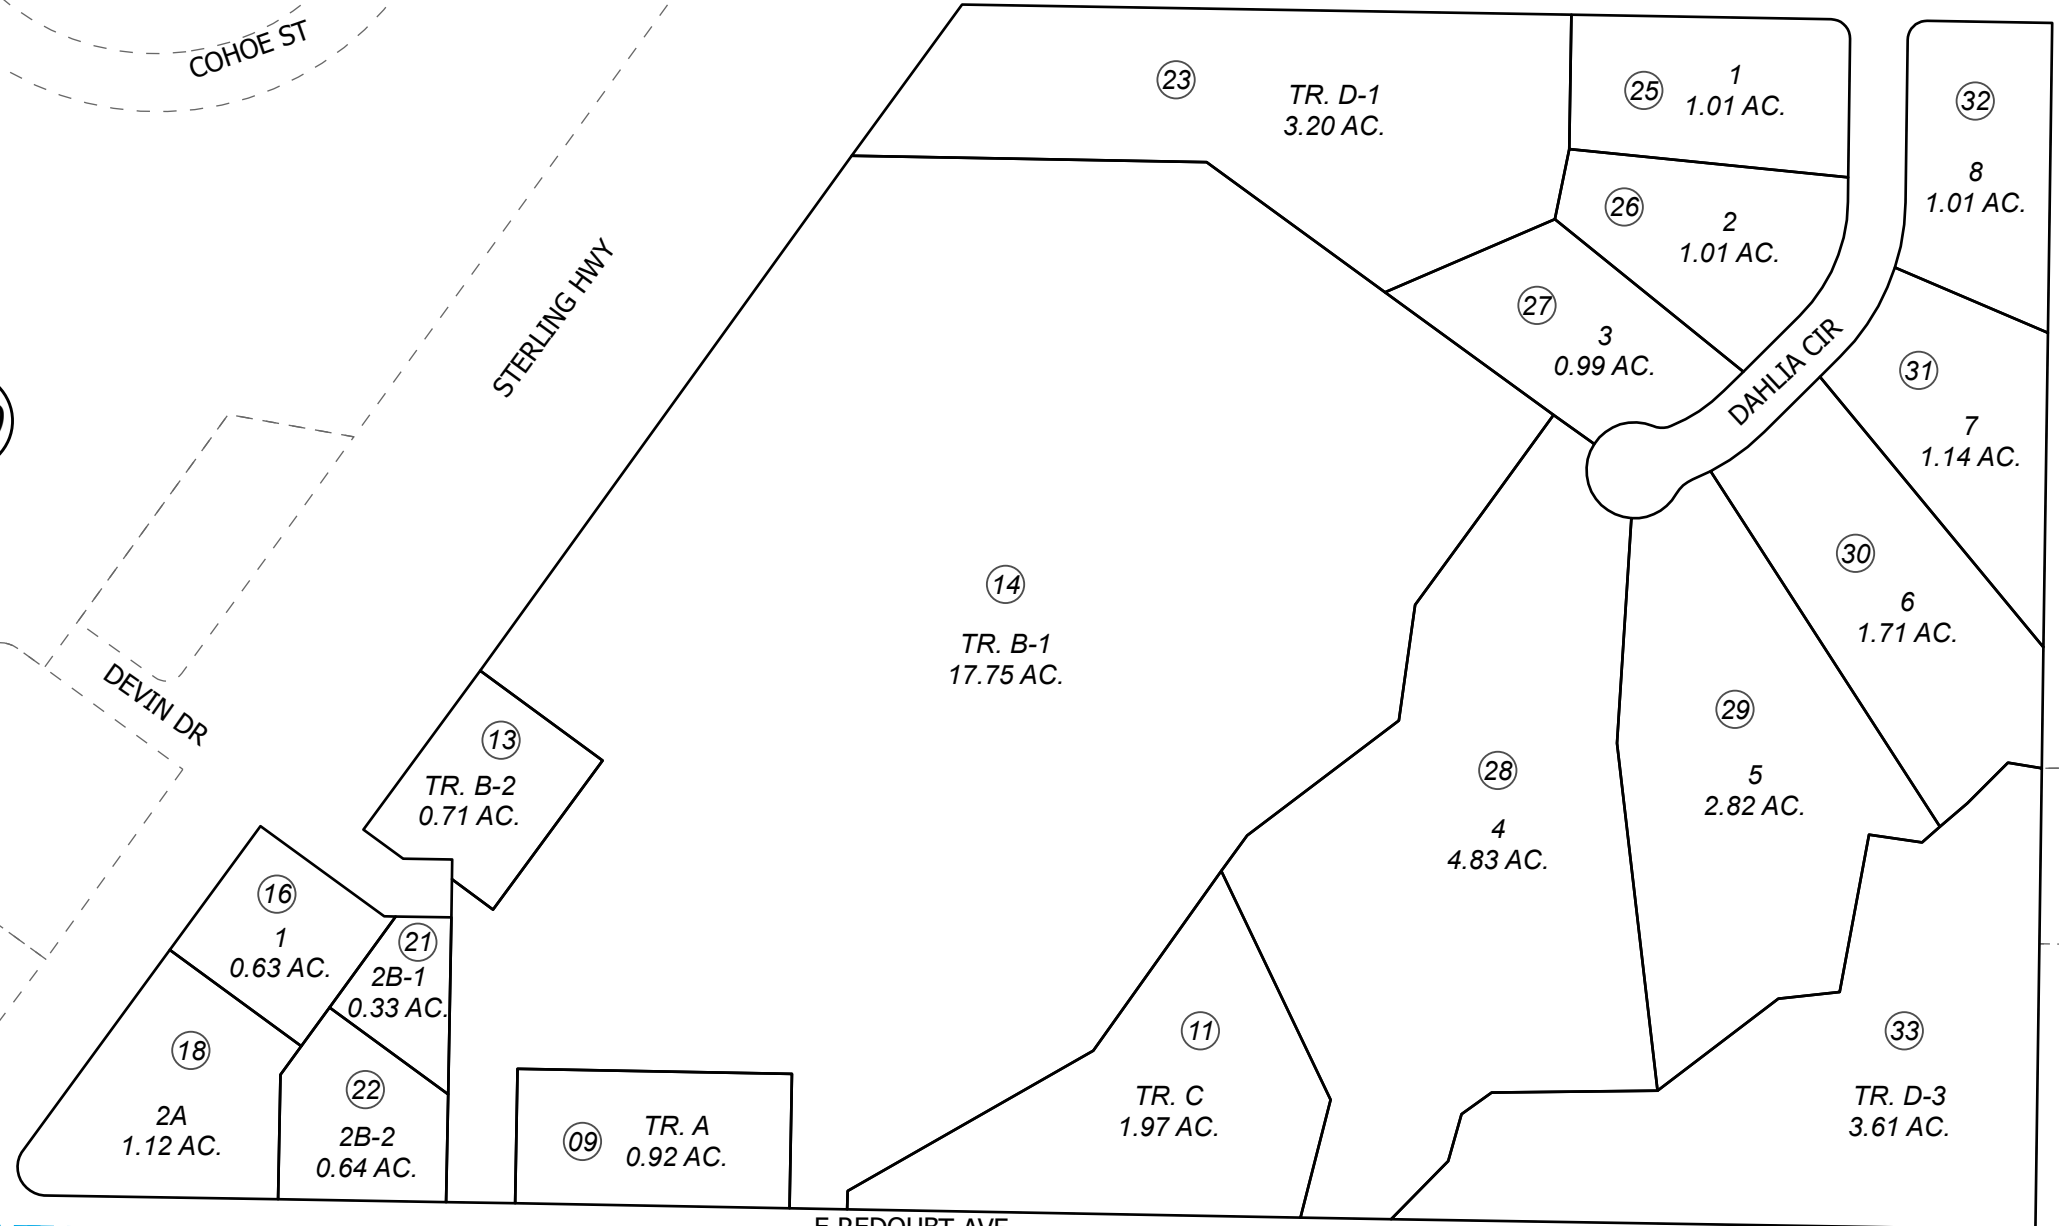 COHOE ST
STERLING HWY
DEVIN DR
DAHLIA CIR
23
TR. D-1
3.20 AC.
25
1
1.01 AC.
32
8
1.01 AC.
26
2
1.01 AC.
27
3
0.99 AC.
31
7
1.14 AC.
30
6
1.71 AC.
14
TR. B-1
17.75 AC.
29
5
2.82 AC.
28
4
4.83 AC.
13
TR. B-2
0.71 AC.
16
1
0.63 AC.
21
2B-1
0.33 AC.
18
2A
1.12 AC.
22
2B-2
0.64 AC.
09
TR. A
0.92 AC.
11
TR. C
1.97 AC.
33
TR. D-3
3.61 AC.
E REDOUBT AVE